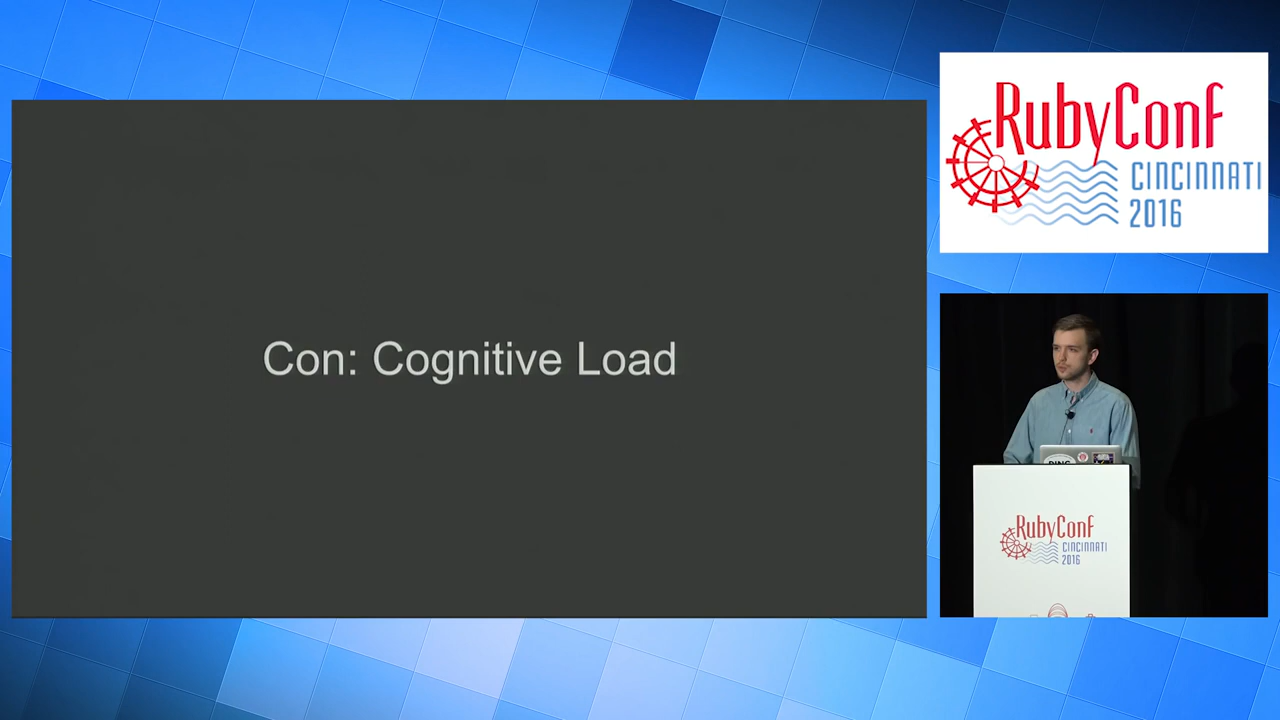 Con: Cognitive Load
RubyConf
CINCINNATI
2016
RubyConf
CINCINNATI
2016